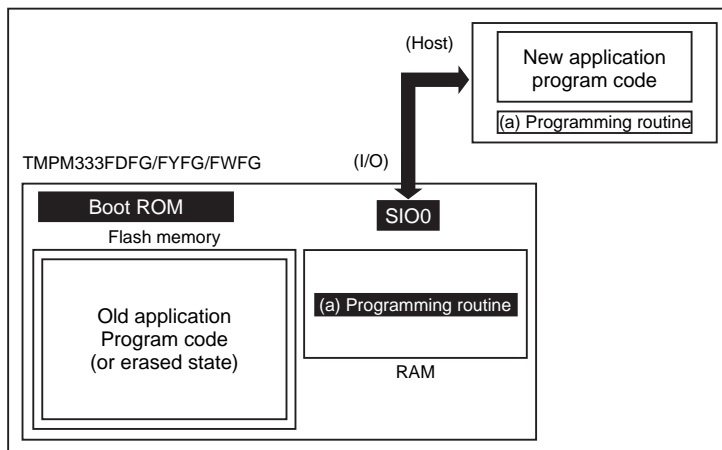 (Host)
New application
program code
(a) Programming routine
(I/O)
TMPM333FDFG/FYFG/FWFG
Boot ROM
SIO0
Flash memory
Old application
Program code
(or erased state)
(a) Programming routine
RAM